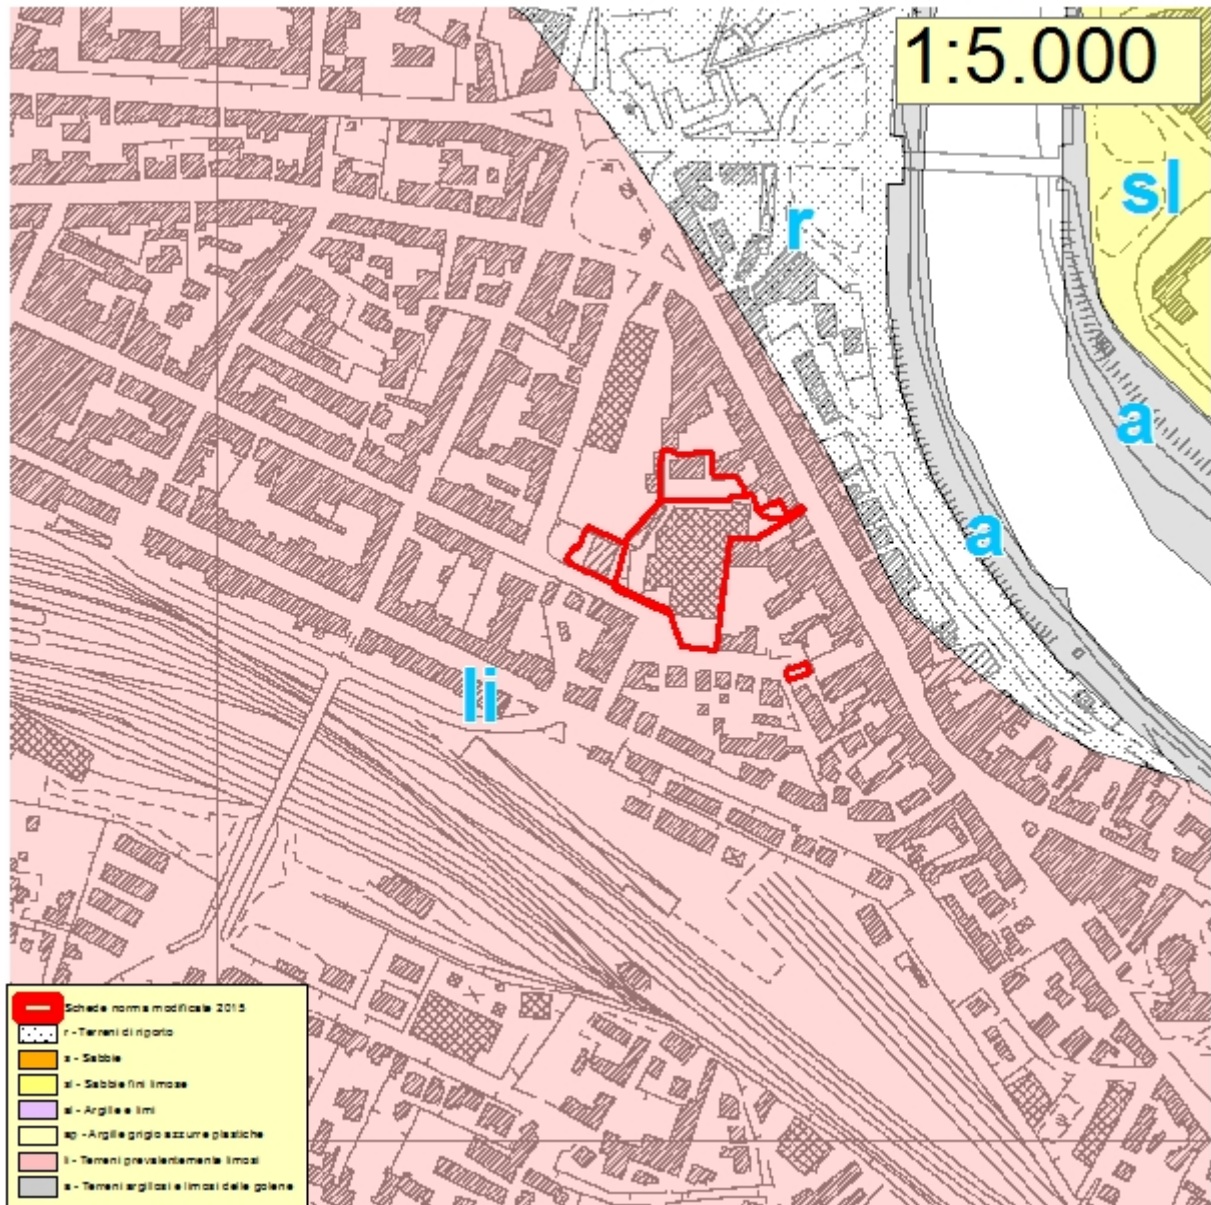 1:5.000
sl
r
a
a
li
Schede norma modificate 2015
r - Terreni di riporto
s - Sabbie
sl - Sabbie fini limose
al - Argille e limi
ap - Argille grigio azzurre plastiche
li - Terreni prevalentemente limosi
a - Terreni argillosi e limosi delle golene